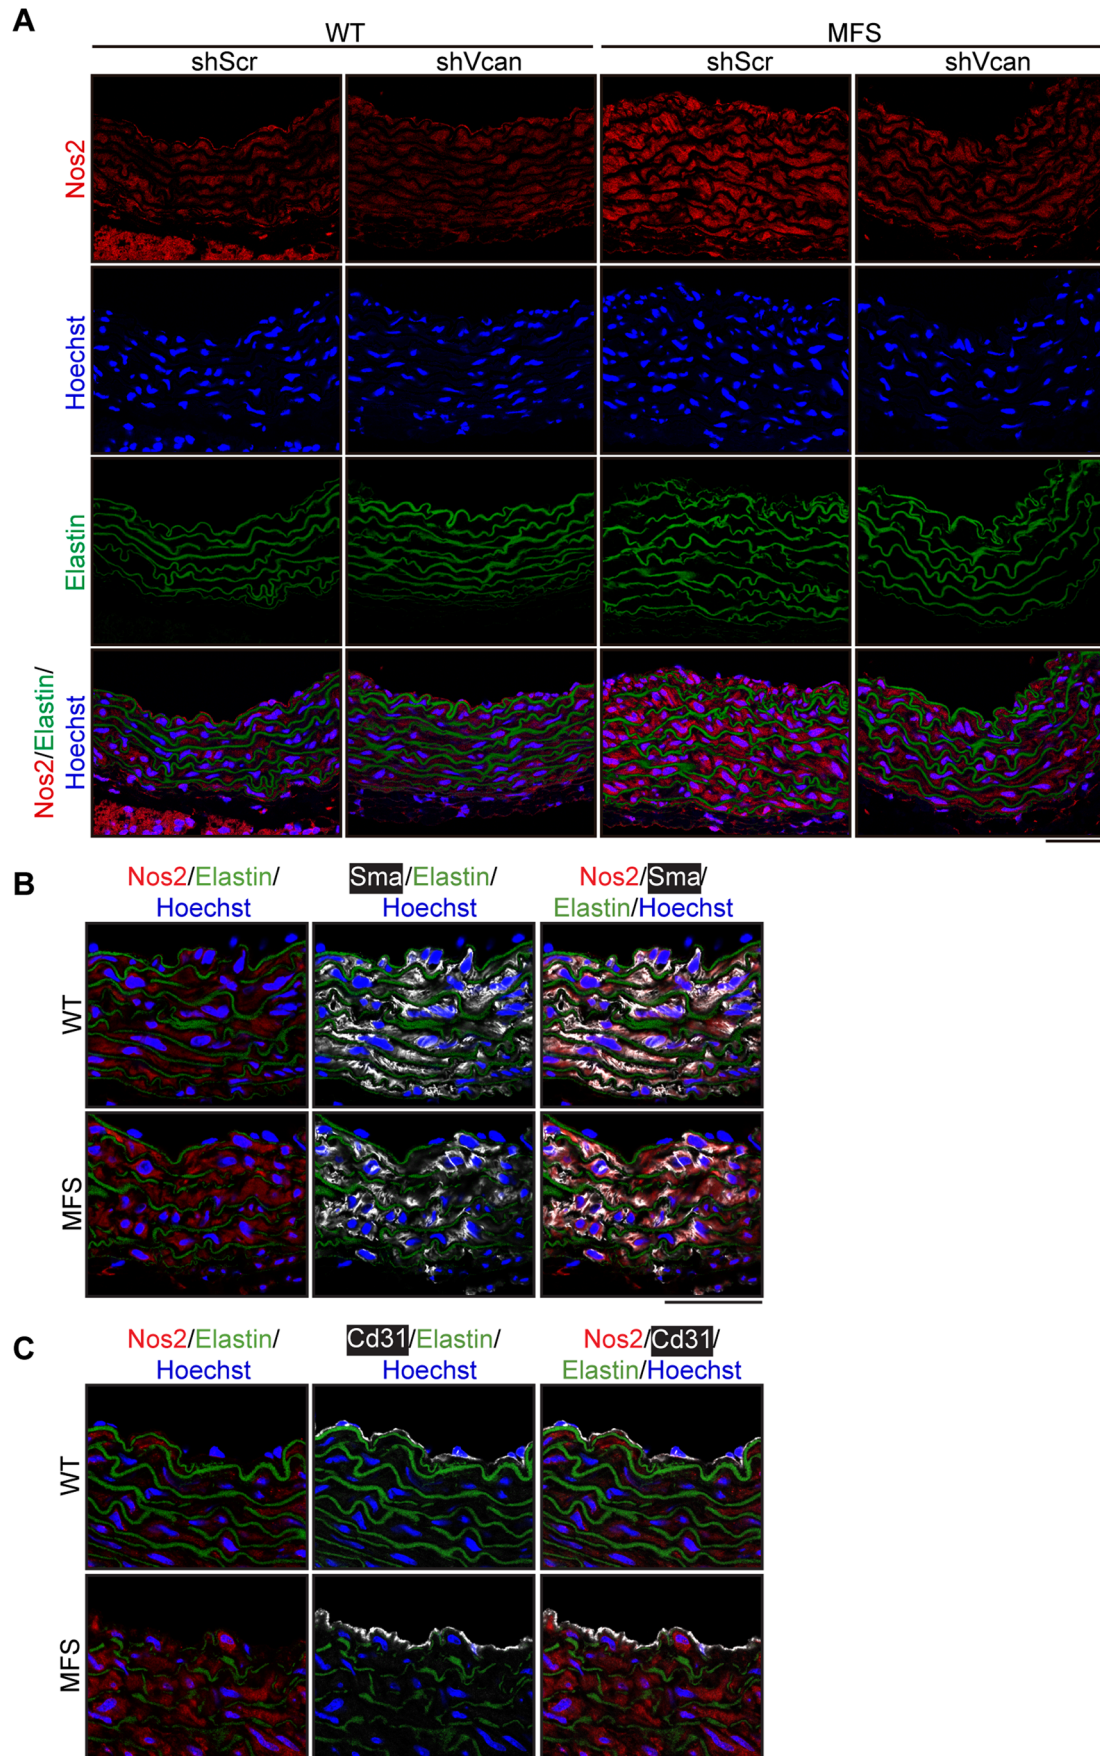 A
WT
MFS
shScr
shVcan
shScr
shVcan
Nos2
Hoechst
Elastin
Nos2/Elastin/
Hoechst
B
Nos2/Elastin/
Hoechst
Sma/Elastin/
Hoechst
Nos2/Sma/
Elastin/Hoechst
WT
MFS
C
Nos2/Elastin/
Hoechst
Cd31/Elastin/
Hoechst
Nos2/Cd31/
Elastin/Hoechst
WT
MFS